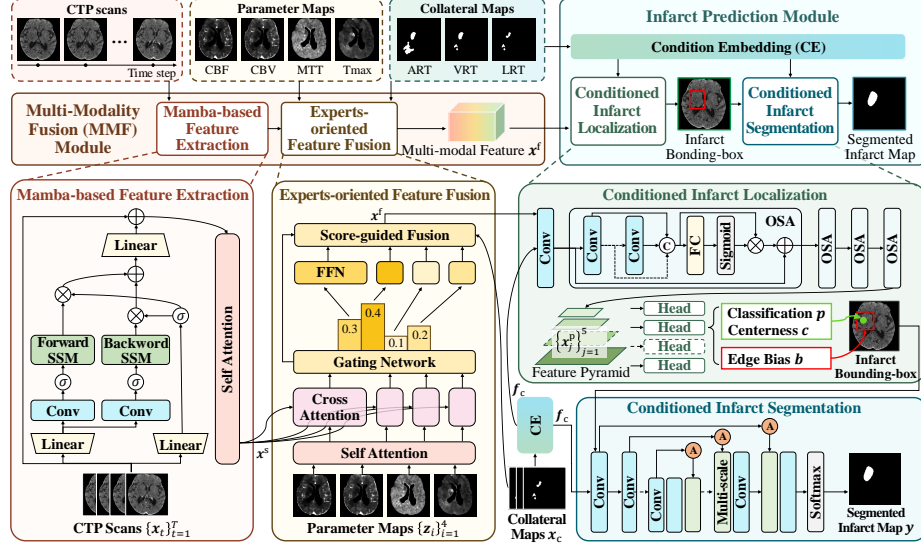 CTP scans
...
Time step
Parameter Maps
CBF CBV MTT Tmax
Collateral Maps
ART VRT LRT
Infarct Prediction Module
Condition Embedding (CE)
Conditioned
Infarct
Localization
Infarct
Bonding-box
Conditioned
Infarct
Segmentation
Segmented
Infarct Map
Multi-Modality
Fusion (MMF)
Module
Mamba-based
Feature
Extraction
Experts-
oriented
Feature Fusion
Multi-modal Feature x^f
Mamba-based Feature Extraction
Linear
σ
Forward
SSM
Backword
SSM
σ
σ
Conv
Conv
Linear
Linear
Self Attention
CTP Scans {x_t}_{t=1}^T
Experts-oriented Feature Fusion
x^f
Score-guided Fusion
FFN
0.3
0.4
0.1
0.2
Gating Network
Cross
Attention
x^s
Self Attention
Parameter Maps {z_i}_{i=1}^4
Conditioned Infarct Localization
Conv
Conv
Conv
C
FC
Sigmoid
OSA
OSA
OSA
OSA
{x_j^p}_{j=1}^5
Feature Pyramid
Head
Head
Head
Head
Classification p
Centerness c
Edge Bias b
Infarct
Bounding-box
f_c
f_c
CE
Collateral
Maps x_c
Conditioned Infarct Segmentation
A
A
A
Conv
Conv
Conv
Multi-scale
Conv
Softmax
Segmented
Infarct Map y